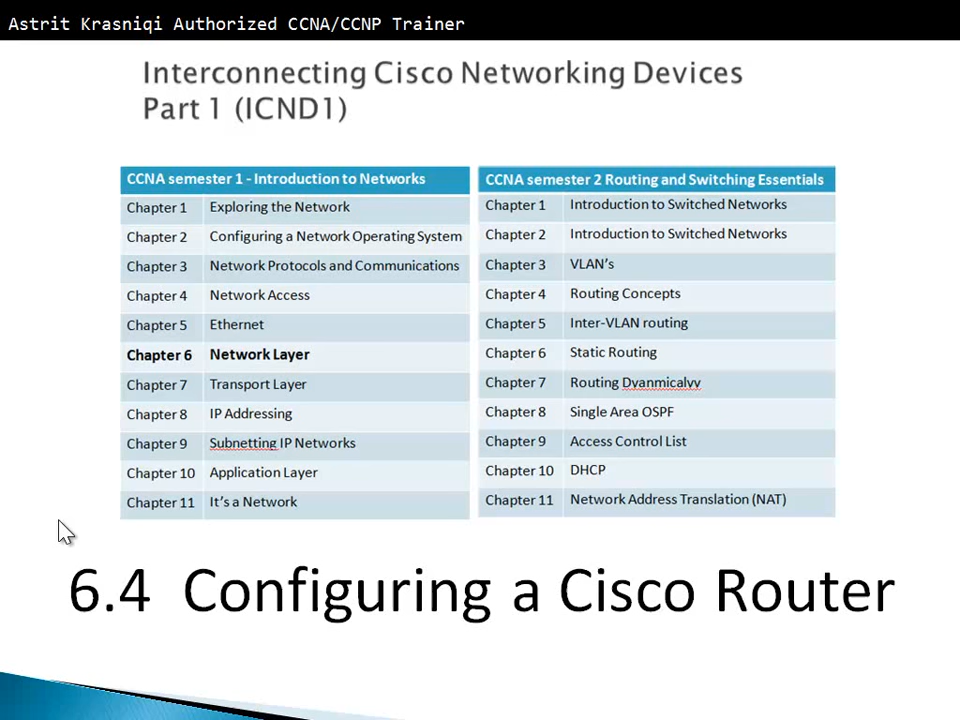 Astrit Krasniqi Authorized CCNA/CCNP Trainer
Interconnecting Cisco Networking Devices
Part 1 (ICND1)
CCNA semester 1 - Introduction to Networks
Chapter 1 Exploring the Network
Chapter 2 Configuring a Network Operating System
Chapter 3 Network Protocols and Communications
Chapter 4 Network Access
Chapter 5 Ethernet
Chapter 6 Network Layer
Chapter 7 Transport Layer
Chapter 8 IP Addressing
Chapter 9 Subnetting IP Networks
Chapter 10 Application Layer
Chapter 11 It's a Network
CCNA semester 2 Routing and Switching Essentials
Chapter 1 Introduction to Switched Networks
Chapter 2 Introduction to Switched Networks
Chapter 3 VLAN's
Chapter 4 Routing Concepts
Chapter 5 Inter-VLAN routing
Chapter 6 Static Routing
Chapter 7 Routing Dvanmicalvv
Chapter 8 Single Area OSPF
Chapter 9 Access Control List
Chapter 10 DHCP
Chapter 11 Network Address Translation (NAT)
6.4 Configuring a Cisco Router